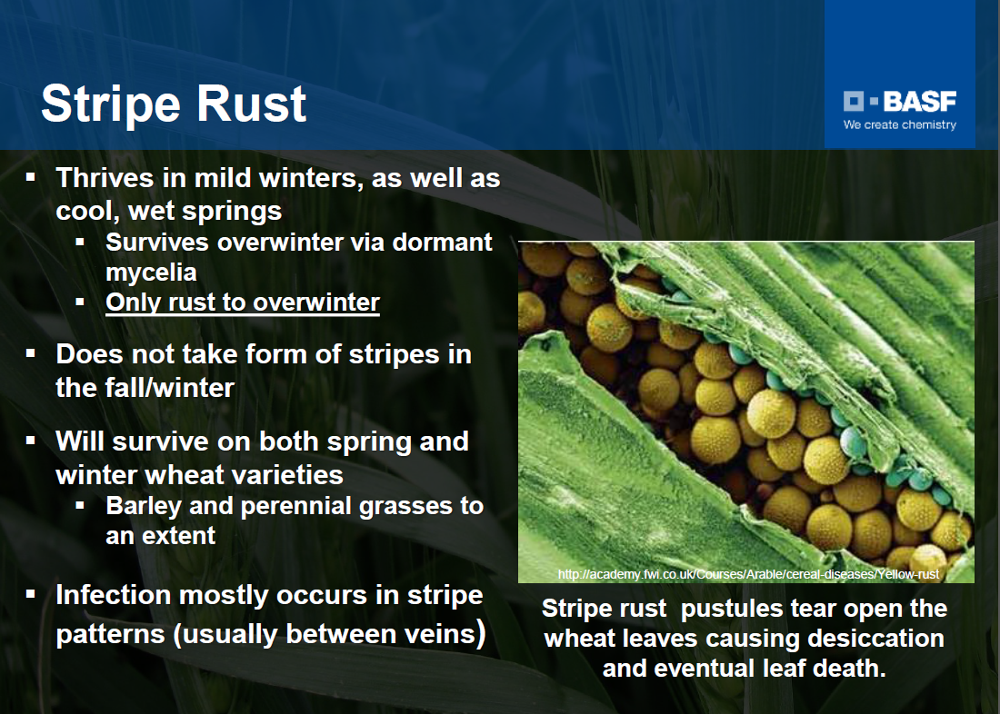 Stripe Rust
BASF
We create chemistry
▪ Thrives in mild winters, as well as
cool, wet springs
▪ Survives overwinter via dormant
mycelia
▪ Only rust to overwinter
▪ Does not take form of stripes in
the fall/winter
▪ Will survive on both spring and
winter wheat varieties
▪ Barley and perennial grasses to
an extent
▪ Infection mostly occurs in stripe
patterns (usually between veins)
http://academy.fwi.co.uk/Courses/Arable/cereal-diseases/Yellow-rust
Stripe rust  pustules tear open the
wheat leaves causing desiccation
and eventual leaf death.